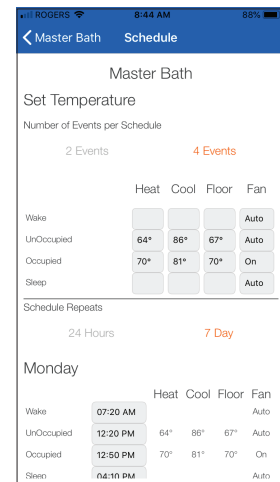 ROGERS 8:44 AM 88%
Master Bath Schedule
Master Bath
Set Temperature
Number of Events per Schedule
2 Events 4 Events
Heat Cool Floor Fan
Wake Auto
UnOccupied 64° 86° 67° Auto
Occupied 70° 81° 70° On
Sleep Auto
Schedule Repeats
24 Hours 7 Day
Monday
Heat Cool Floor Fan
Wake 07:20 AM Auto
UnOccupied 12:20 PM 64° 86° 67° Auto
Occupied 12:50 PM 70° 81° 70° On
Sleep 04:10 PM Auto